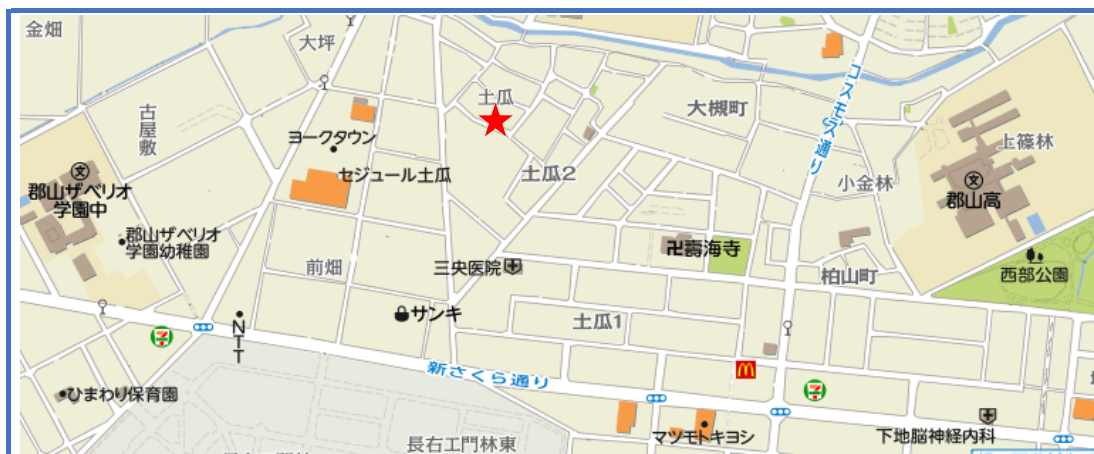 金畑
大坪
土瓜
古屋敷
ヨークタウン
大槻町
コスモス通り
上篠林
土瓜2
セジュール土瓜
小金林
郡山ザベリオ
学園中
郡山高
郡山ザベリオ
学園幼稚園
卍壽海寺
前畑
三央医院
柏山町
西部公園
サンキ
NTT
土瓜1
新さくら通り
ひまわり保育園
マツモトキヨシ
下地脳神経内科
長右エ門林東